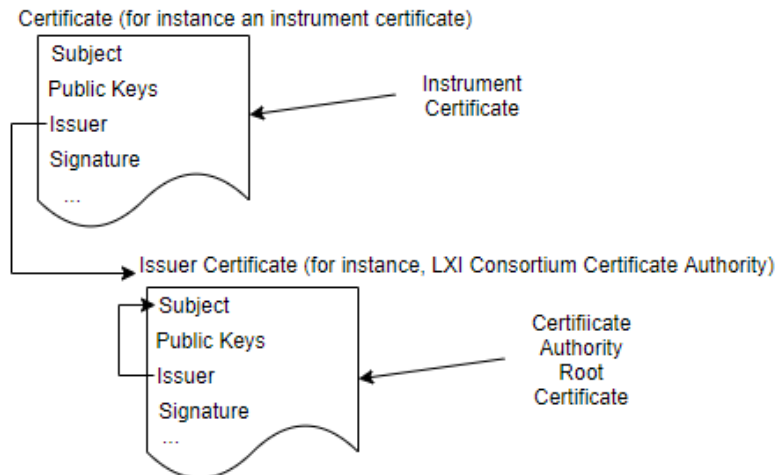 Certificate (for instance an instrument certificate)
Subject
Public Keys
Issuer
Signature
...
Instrument
Certificate
Issuer Certificate (for instance, LXI Consortium Certificate Authority)
Subject
Public Keys
Issuer
Signature
...
Certifiicate
Authority
Root
Certificate